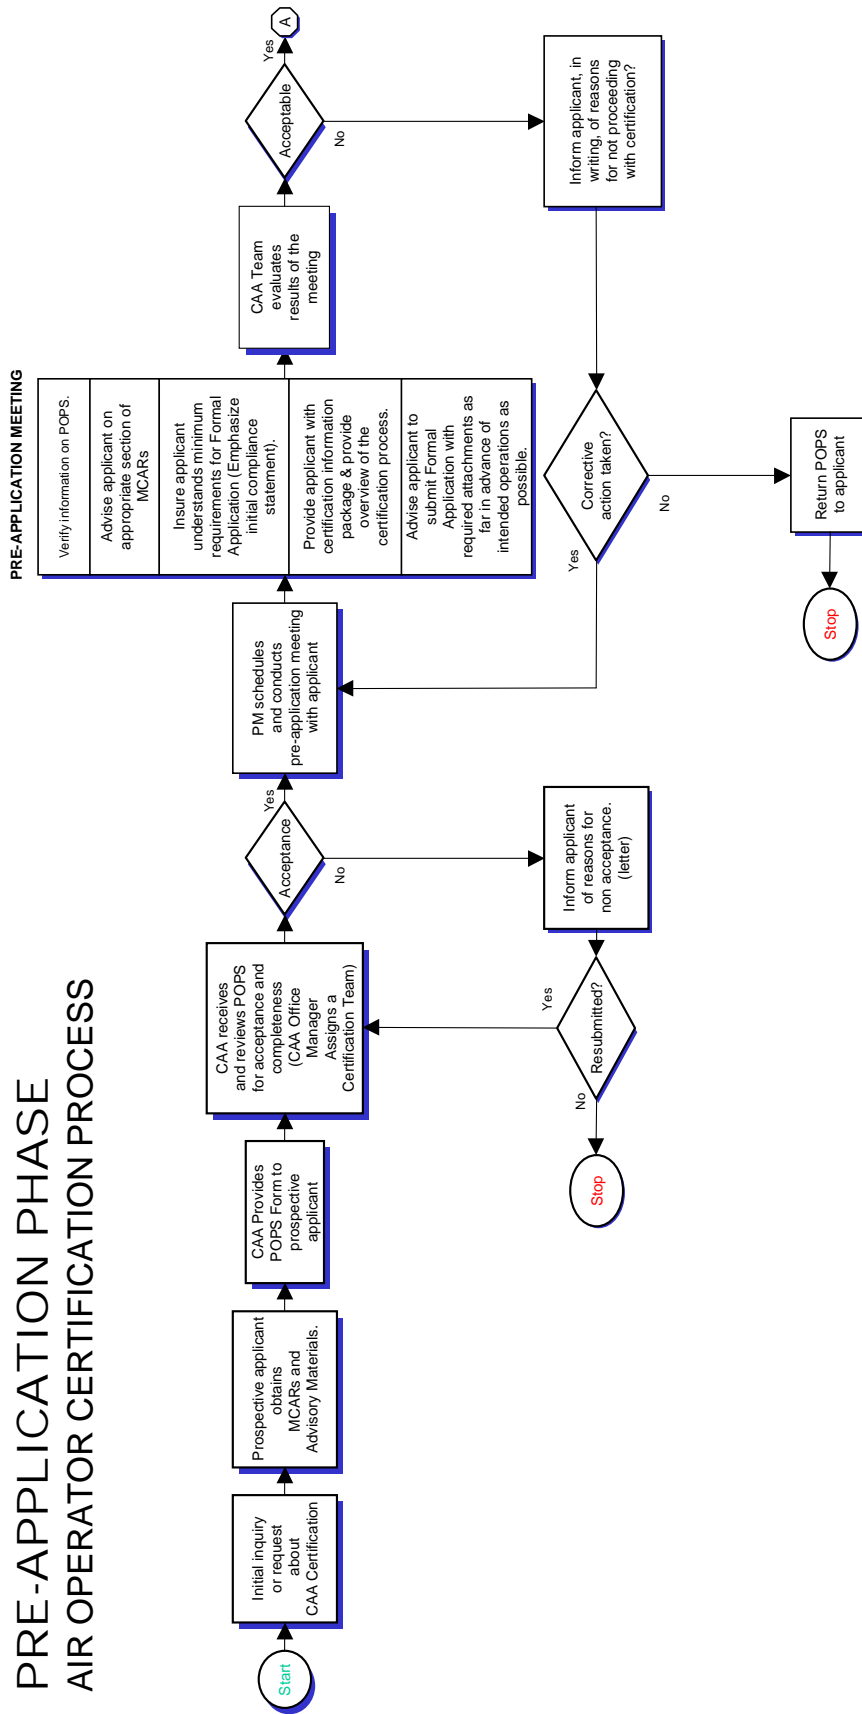 PRE-APPLICATION PHASE
AIR OPERATOR CERTIFICATION PROCESS
Start
Initial inquiry
or request
about
CAA Certification
Prospective applicant
obtains
MCARs and
Advisory Materials.
CAA Provides
POPS Form to
prospective
applicant
CAA receives
and reviews POPS
for acceptance and
completeness
(CAA Office
Manager
Assigns a
Certification Team)
Acceptance
Yes
No
Inform applicant
of reasons for
non acceptance.
(letter)
Resubmitted?
Yes
No
Stop
PM schedules
and conducts
pre-application meeting
with applicant
PRE-APPLICATION MEETING
Verify information on POPS.
Advise applicant on
appropriate section of
MCARs
Insure applicant
understands minimum
requirements for Formal
Application (Emphasize
initial compliance
statement).
Provide applicant with
certification information
package & provide
overview of the
certification process.
Advise applicant to
submit Formal
Application with
required attachments as
far in advance of
intended operations as
possible.
CAA Team
evaluates
results of the
meeting
Acceptable
Yes
A
No
Inform applicant, in
writing, of reasons
for not proceeding
with certification?
Corrective
action taken?
Yes
No
Return POPS
to applicant
Stop